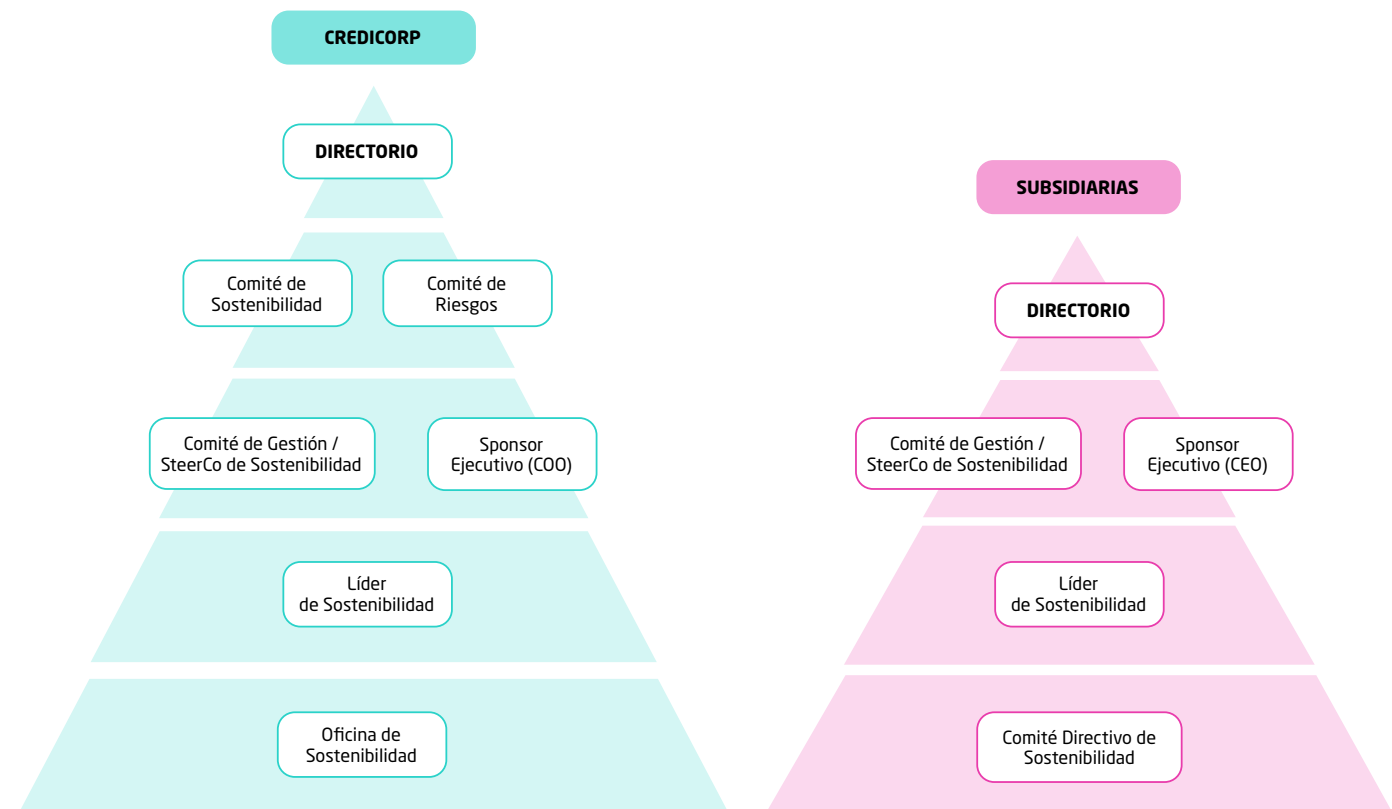 CREDICORP
DIRECTORIO
Comité de
Sostenibilidad
Comité de
Riesgos
Comité de Gestión /
SteerCo de Sostenibilidad
Sponsor
Ejecutivo (COO)
Líder
de Sostenibilidad
Oficina de
Sostenibilidad
SUBSIDIARIAS
DIRECTORIO
Comité de Gestión /
SteerCo de Sostenibilidad
Sponsor
Ejecutivo (CEO)
Líder
de Sostenibilidad
Comité Directivo de
Sostenibilidad